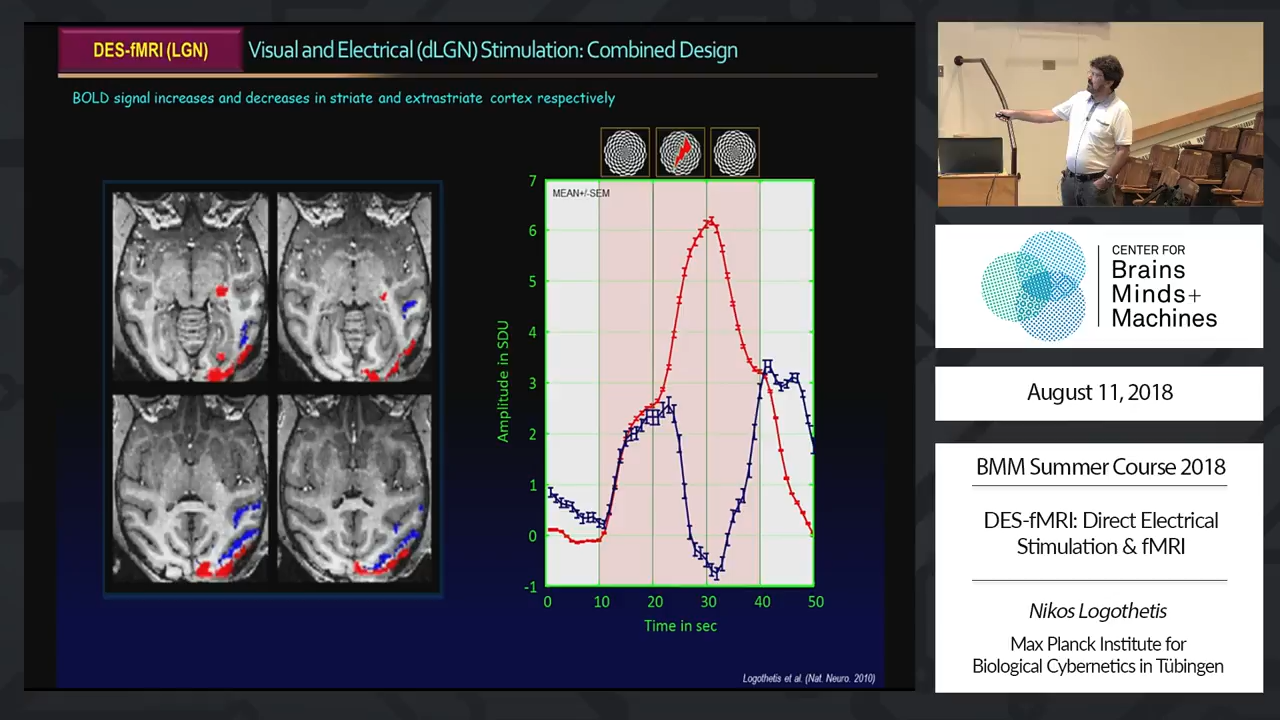 DES-fMRI (LGN)
Visual and Electrical (dLGN) Stimulation: Combined Design
BOLD signal increases and decreases in striate and extrastriate cortex respectively
MEAN+/-SEM
Amplitude in SDU
7
6
5
4
3
2
1
0
-1
0 10 20 30 40 50
Time in sec
Logothetis et al. (Nat. Neuro. 2010)
CENTER FOR
Brains
Minds+
Machines
August 11, 2018
BMM Summer Course 2018
DES-fMRI: Direct Electrical
Stimulation & fMRI
Nikos Logothetis
Max Planck Institute for
Biological Cybernetics in Tübingen